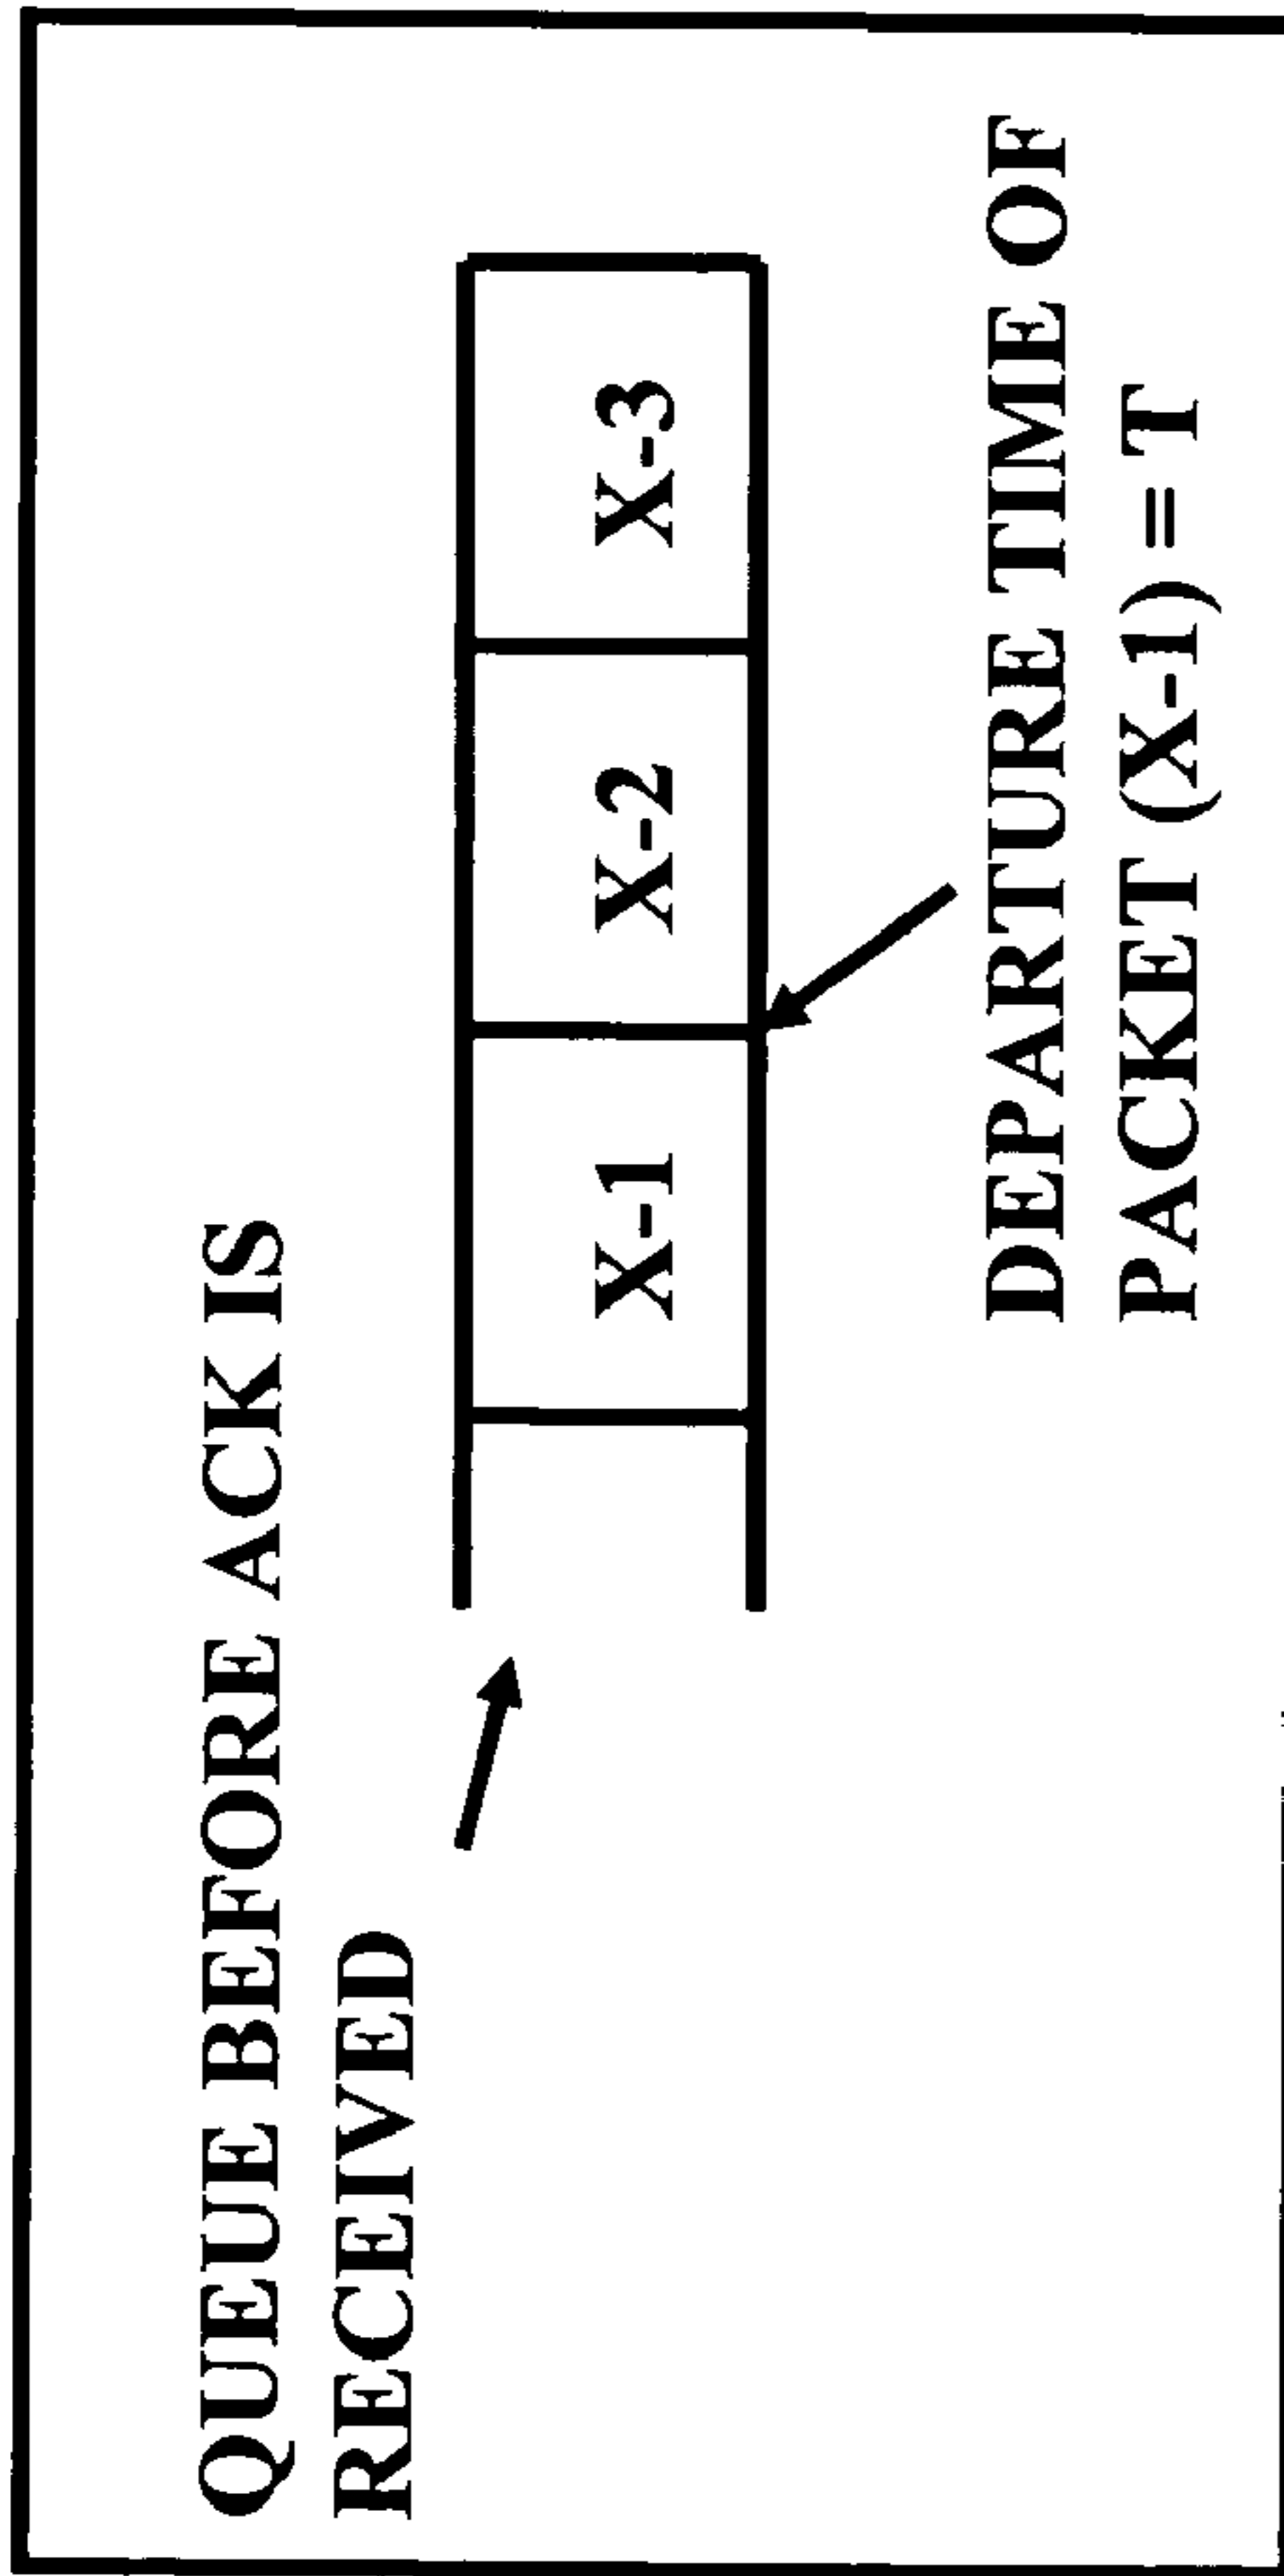 QUEUE BEFORE ACK IS
RECEIVED
X-1
X-2
X-3
DEPARTURE TIME OF
PACKET (X-1) = T